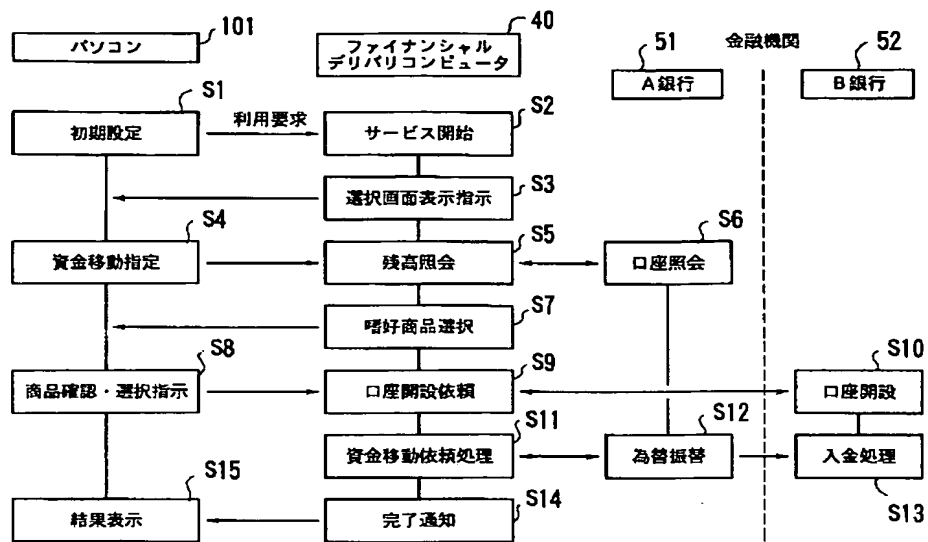 101
40
51
金融機関
52
パソコン
ファイナンシャル
デリバリコンピュータ
A銀行
B銀行
S1
S2
初期設定
利用要求
サービス開始
S3
選択画面表示指示
S4
S5
S6
資金移動指定
残高照会
口座照会
S7
嗜好商品選択
S8
S9
S10
商品確認・選択指示
口座開設依頼
口座開設
S11
S12
資金移動依頼処理
為替振替
入金処理
S15
S14
S13
結果表示
完了通知